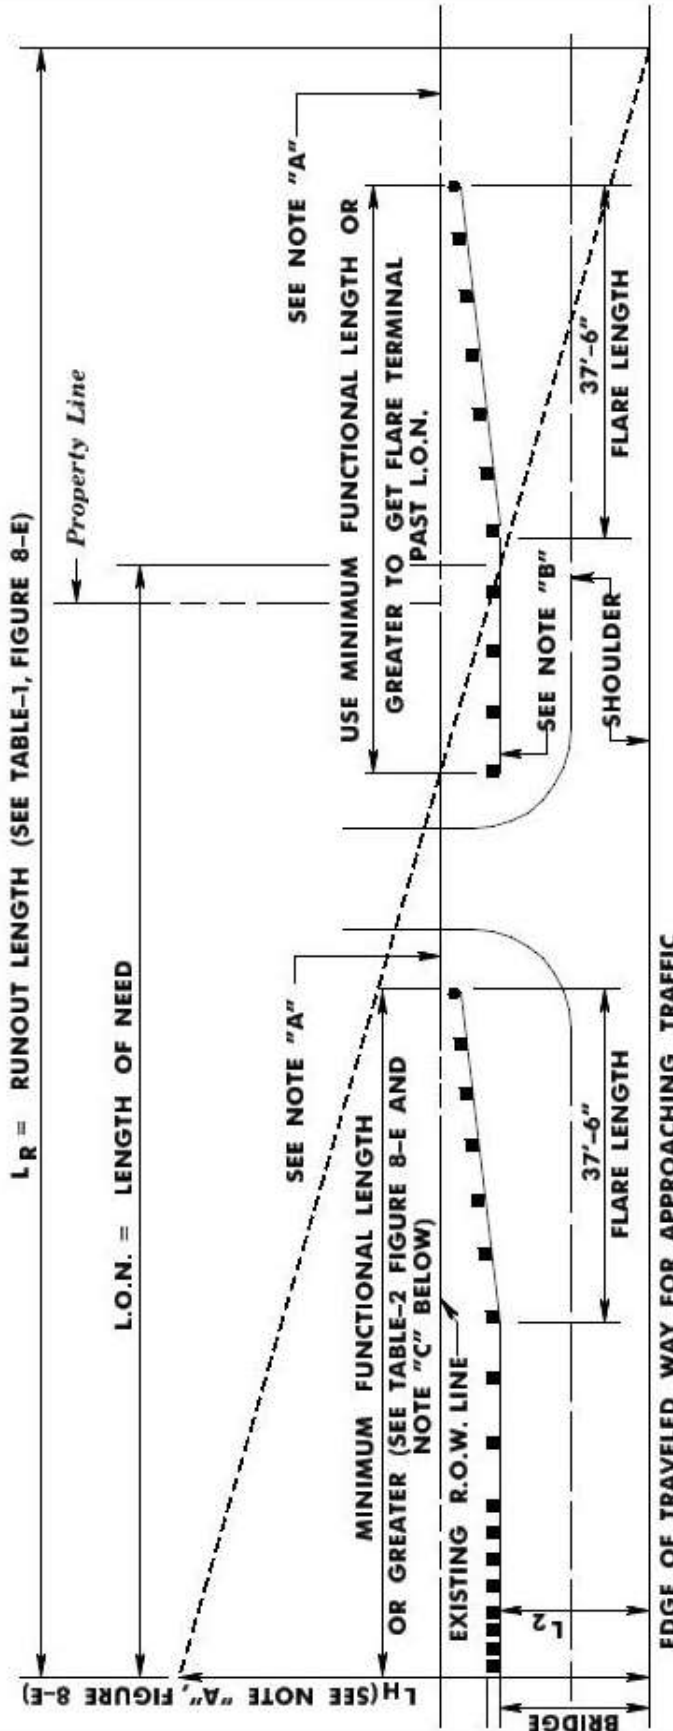 L R = RUNOUT LENGTH (SEE TABLE-1, FIGURE 8-E)
Property Line
L.O.N. = LENGTH OF NEED
SEE NOTE "A"
USE MINIMUM FUNCTIONAL LENGTH OR
GREATER TO GET FLARE TERMINAL
PAST L.O.N.
SEE NOTE "A"
MINIMUM FUNCTIONAL LENGTH
OR GREATER (SEE TABLE-2 FIGURE 8-E AND
NOTE "C" BELOW)
EXISTING R.O.W. LINE
LH (SEE NOTE "A", FIGURE 8-E)
L2
BRIDGE
37'-6"
FLARE LENGTH
SEE NOTE "B"
SHOULDER
37'-6"
FLARE LENGTH
EDGE OF TRAVELED WAY FOR APPROACHING TRAFFIC